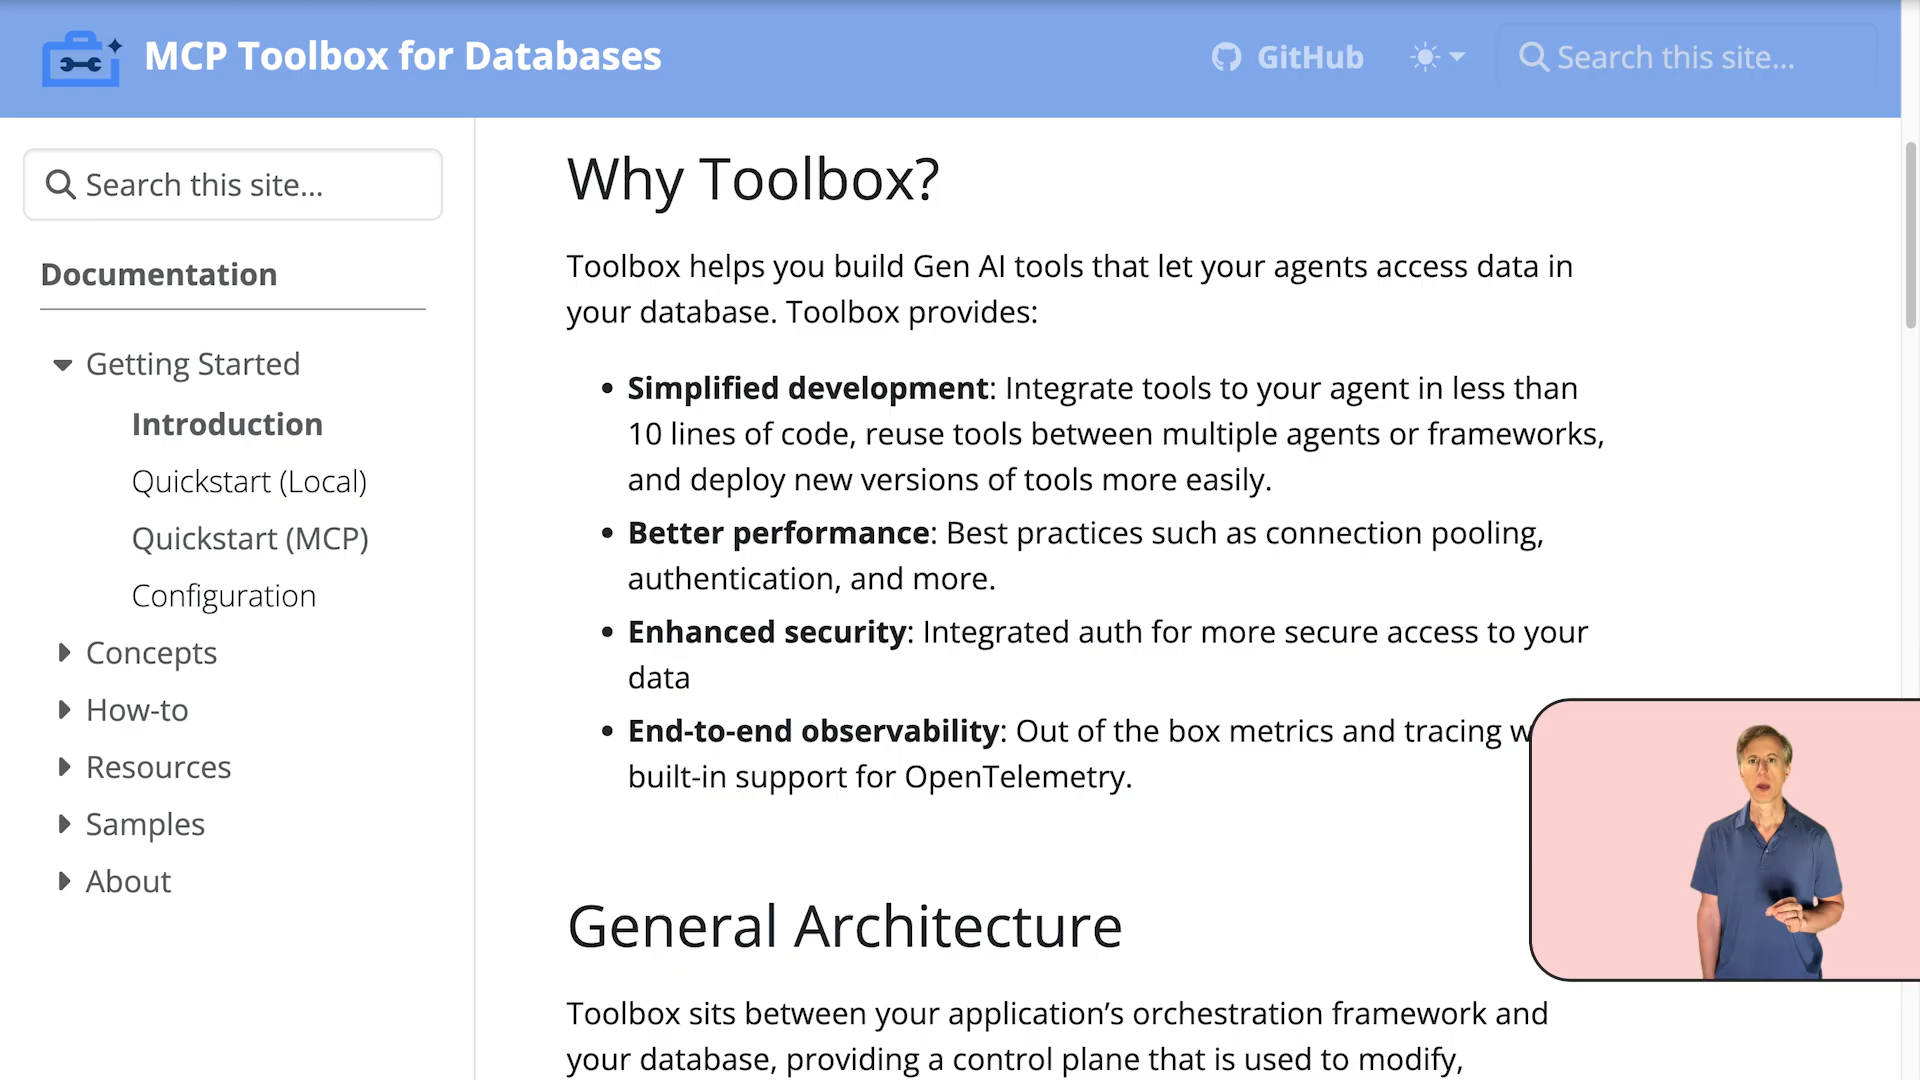 MCP Toolbox for Databases
GitHub
Search this site...
Search this site...
Documentation
Getting Started
Introduction
Quickstart (Local)
Quickstart (MCP)
Configuration
Concepts
How-to
Resources
Samples
About
Why Toolbox?
Toolbox helps you build Gen AI tools that let your agents access data in
your database. Toolbox provides:
• Simplified development: Integrate tools to your agent in less than
10 lines of code, reuse tools between multiple agents or frameworks,
and deploy new versions of tools more easily.
• Better performance: Best practices such as connection pooling,
authentication, and more.
• Enhanced security: Integrated auth for more secure access to your
data
• End-to-end observability: Out of the box metrics and tracing
built-in support for OpenTelemetry.
General Architecture
Toolbox sits between your application’s orchestration framework and
your database, providing a control plane that is used to modify,